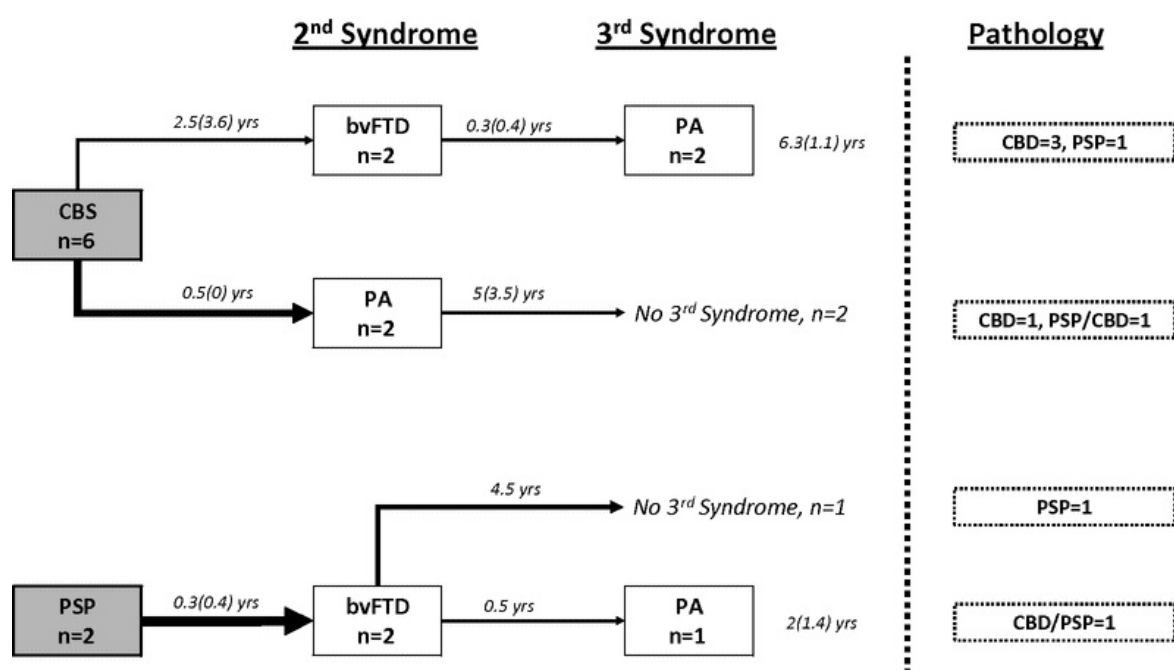 2nd Syndrome
3rd Syndrome
Pathology
2.5(3.6) yrs
bvFTD
n=2
0.3(0.4) yrs
PA
n=2
6.3(1.1) yrs
CBD=3, PSP=1
CBS
n=6
0.5(0) yrs
PA
n=2
5(3.5) yrs
No 3rd Syndrome, n=2
CBD=1, PSP/CBD=1
4.5 yrs
No 3rd Syndrome, n=1
PSP=1
PSP
n=2
0.3(0.4) yrs
bvFTD
n=2
0.5 yrs
PA
n=1
2(1.4) yrs
CBD/PSP=1